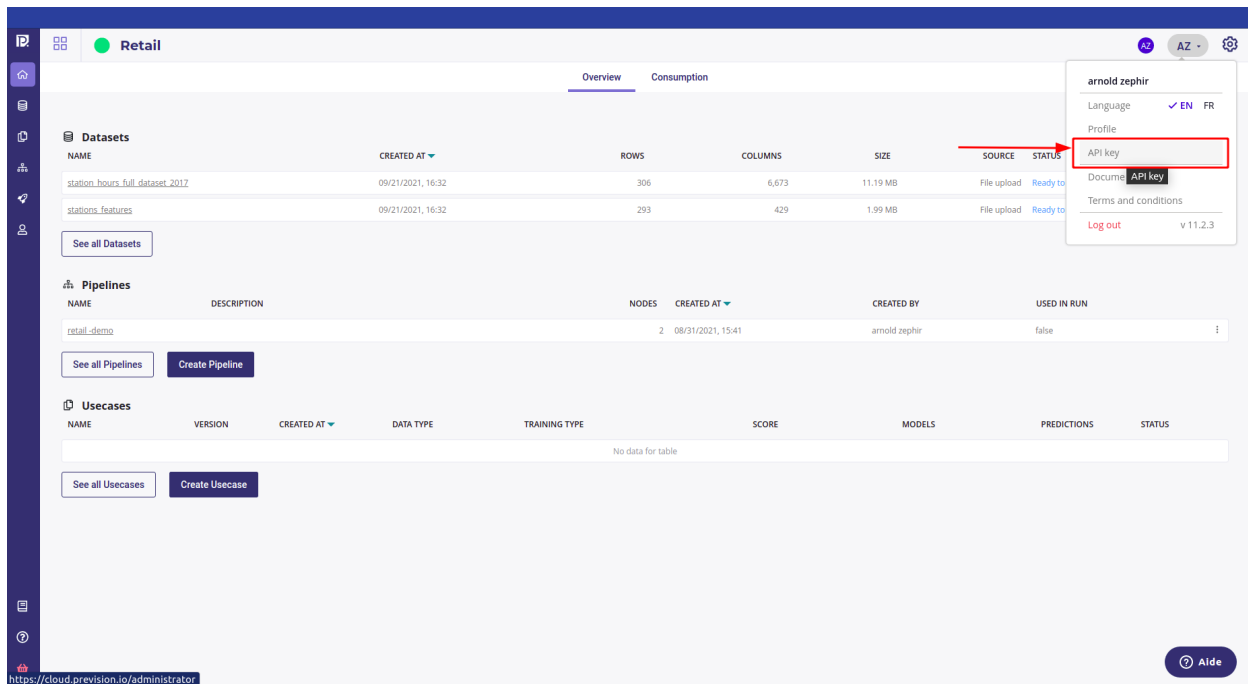 Retail
AZ
AZ
Overview Consumption
arnold zephir
Language EN FR
Profile
API key
Docume API key
Terms and conditions
Log out v 11.2.3
Datasets
NAME CREATED AT ROWS COLUMNS SIZE SOURCE STATUS
station_hours_full_dataset_2017 09/21/2021, 16:32 306 6,673 11.19 MB File upload Ready to
stations_features 09/21/2021, 16:32 293 429 1.99 MB File upload Ready to
See all Datasets
Pipelines
NAME DESCRIPTION NODES CREATED AT CREATED BY USED IN RUN
retail -demo 2 08/31/2021, 15:41 arnold zephir false
See all Pipelines Create Pipeline
Usecases
NAME VERSION CREATED AT DATA TYPE TRAINING TYPE SCORE MODELS PREDICTIONS STATUS
No data for table
See all Usecases Create Usecase
Aide
https://cloud.prevision.io/administrator